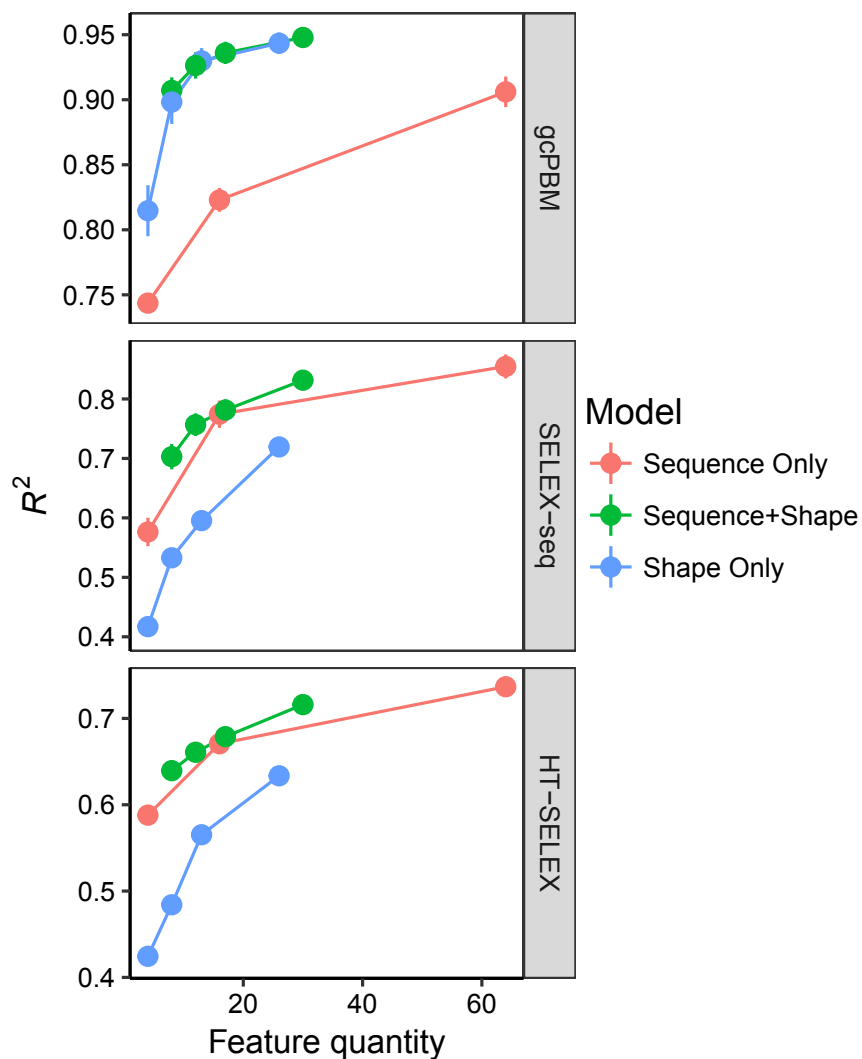 0.95
0.90
0.85
0.80
0.75
gcPBM
0.8
0.7
0.6
0.5
0.4
SELEX−seq
R²
0.7
0.6
0.5
0.4
HT−SELEX
20 40 60
Feature quantity
Model
Sequence Only
Sequence+Shape
Shape Only